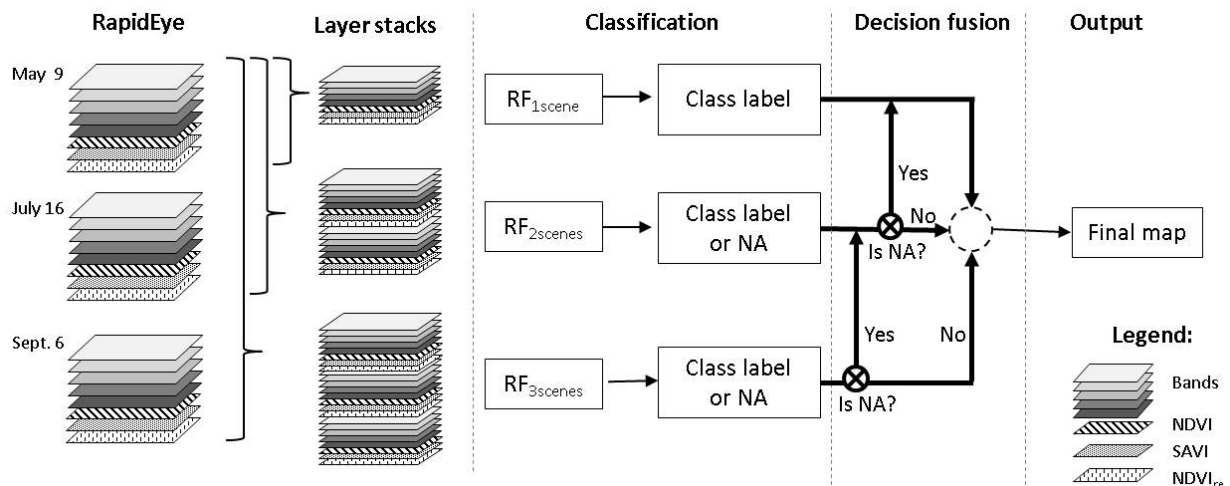 RapidEye
Layer stacks
Classification
Decision fusion
Output
May 9
July 16
Sept. 6
RF1scene
Class label
Yes
RF2scenes
Class label
or NA
No
Is NA?
Final map
RF3scenes
Class label
or NA
Yes
No
Is NA?
Legend:
Bands
NDVI
SAVI
NDVIre